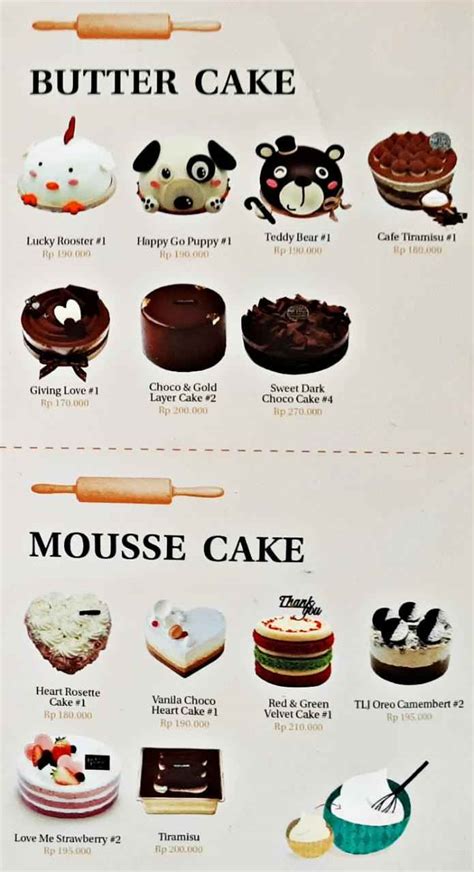 BUTTER CAKE
Lucky Rooster #1
Rp 190.000
Happy Go Puppy #1
Rp 190.000
Teddy Bear #1
Rp 190.000
Cafe Tiramisu #1
Rp 180.000
Giving Love #1
Rp 170.000
Choco & Gold
Layer Cake #2
Rp 200.000
Sweet Dark
Choco Cake #4
Rp 270.000
MOUSSE CAKE
Heart Rosette
Cake #1
Rp 180.000
Vanila Choco
Heart Cake #1
Rp 190.000
Thank
you
Red & Green
Velvet Cake #1
Rp 210.000
TLJ Oreo Camembert #2
Rp 195.000
Love Me Strawberry #2
Rp 195.000
Tiramisu
Rp 200.000